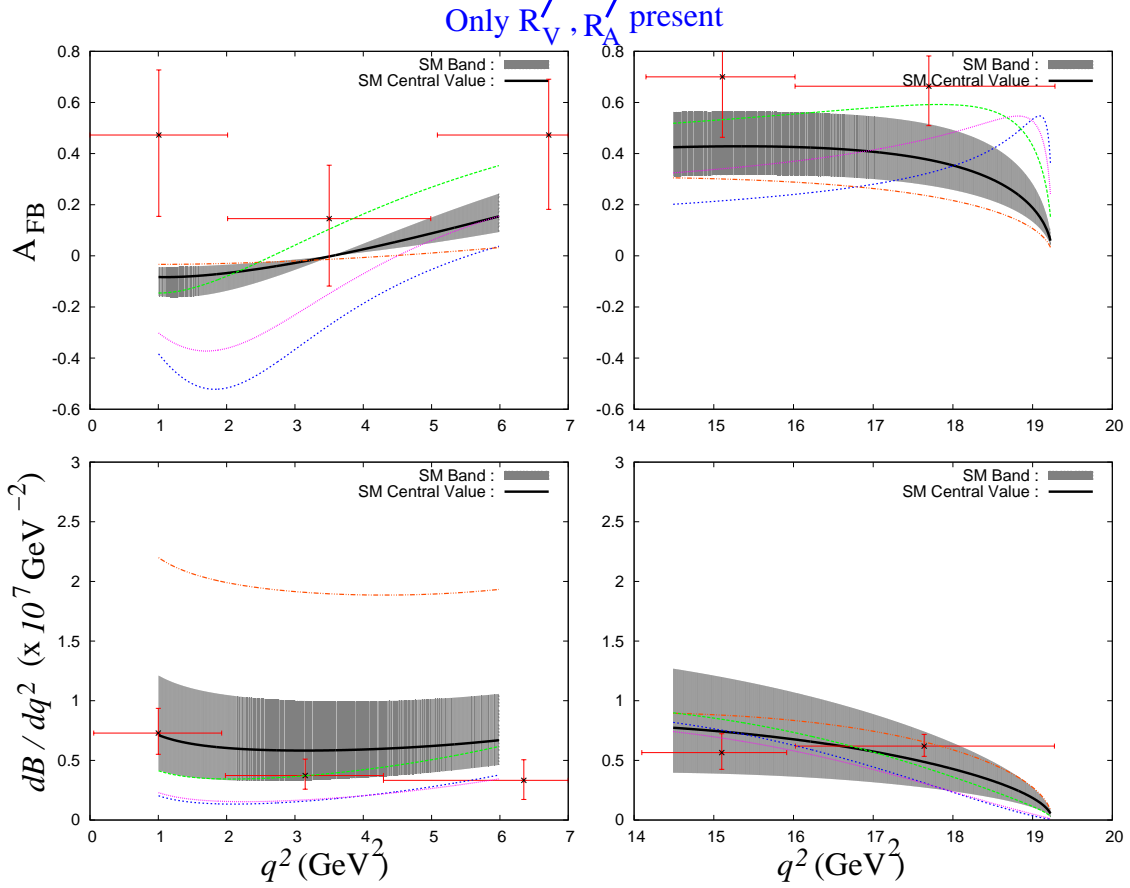 Only R′V , R′A present
SM Band :
SM Central Value :
A_FB
0.8
0.6
0.4
0.2
0
-0.2
-0.4
-0.6
0 1 2 3 4 5 6 7
SM Band :
SM Central Value :
0.8
0.6
0.4
0.2
0
-0.2
-0.4
-0.6
14 15 16 17 18 19 20
SM Band :
SM Central Value :
dB / dq² (x 10⁷ GeV⁻²)
3
2.5
2
1.5
1
0.5
0
0 1 2 3 4 5 6 7
q² (GeV²)
SM Band :
SM Central Value :
3
2.5
2
1.5
1
0.5
0
14 15 16 17 18 19 20
q² (GeV²)